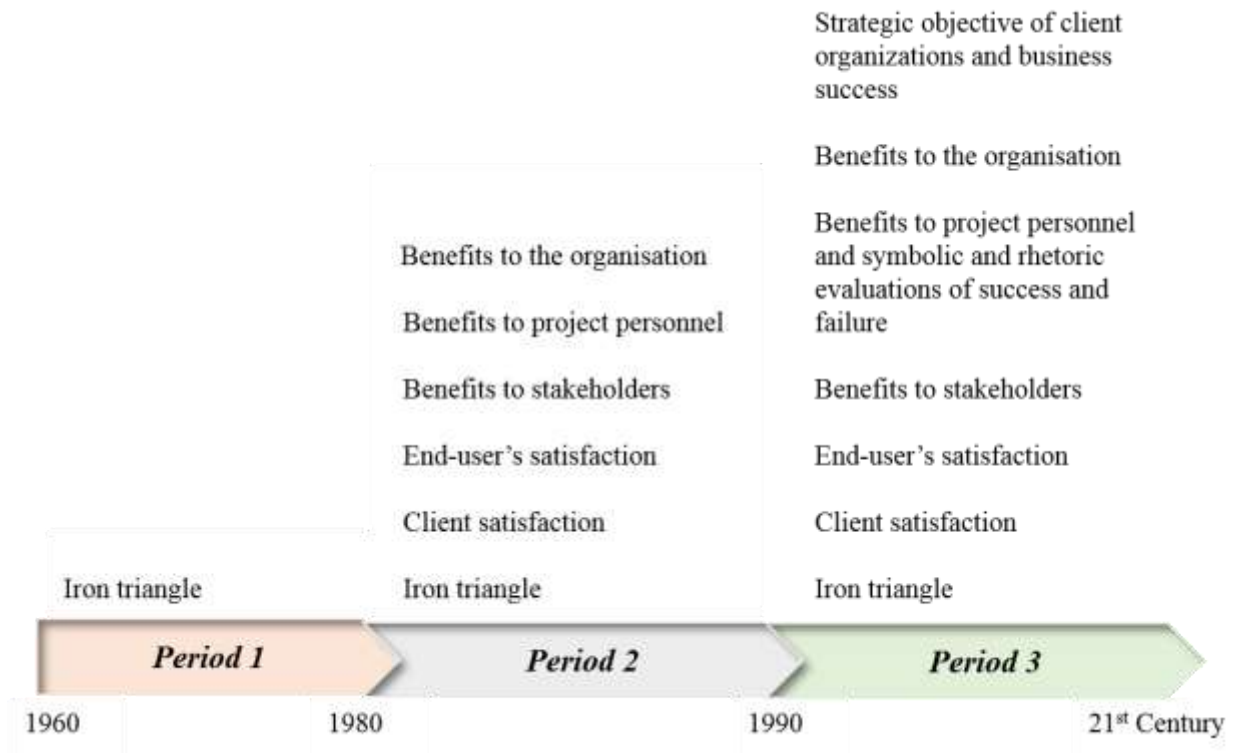 Strategic objective of client
organizations and business
success
Benefits to the organisation
Benefits to project personnel
and symbolic and rhetoric
evaluations of success and
failure
Benefits to stakeholders
End-user’s satisfaction
Client satisfaction
Iron triangle
Benefits to the organisation
Benefits to project personnel
Benefits to stakeholders
End-user’s satisfaction
Client satisfaction
Iron triangle
Iron triangle
Period 1
Period 2
Period 3
1960
1980
1990
21st Century